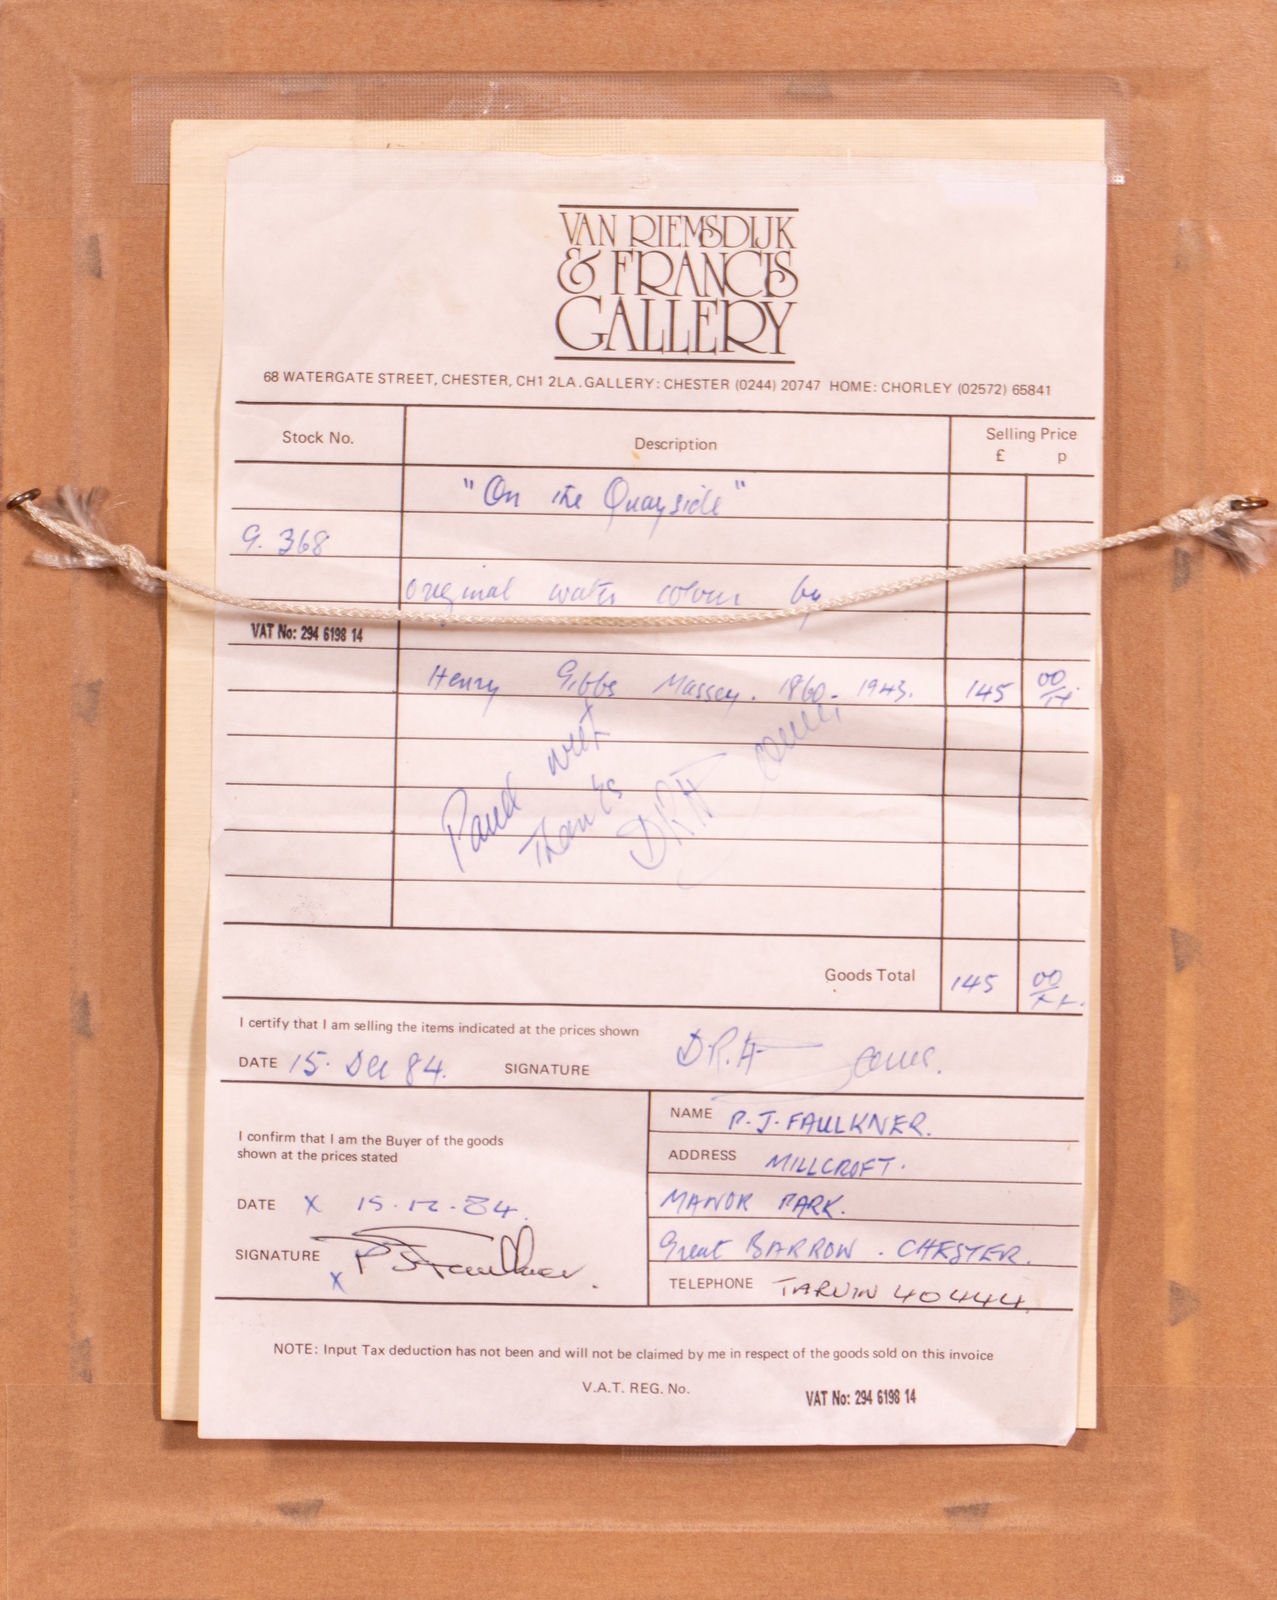 VAN RIEMSDIJK
& FRANCIS
GALLERY
68 WATERGATE STREET, CHESTER, CH1 2LA. GALLERY: CHESTER (0244) 20747 HOME: CHORLEY (02572) 65841
Stock No. Description Selling Price
£ p
"On the Quayside"
G. 368
original water colour by
VAT No: 294 6198 14
Henry Gibbs Massey. 1860 - 1943. 145 00
Paid with
Thanks
D R H
Goods Total 145 00
I certify that I am selling the items indicated at the prices shown
DATE 15. Dec 84. SIGNATURE D R. H
NAME P. J. FAULKNER.
I confirm that I am the Buyer of the goods
shown at the prices stated
ADDRESS MILLCROFT.
MANOR PARK.
DATE X 15.12.84.
Great BARROW. CHESTER.
SIGNATURE X P J Faulkner.
TELEPHONE TARVIN 40444.
NOTE: Input Tax deduction has not been and will not be claimed by me in respect of the goods sold on this invoice
V.A.T. REG. No. VAT No: 294 6198 14